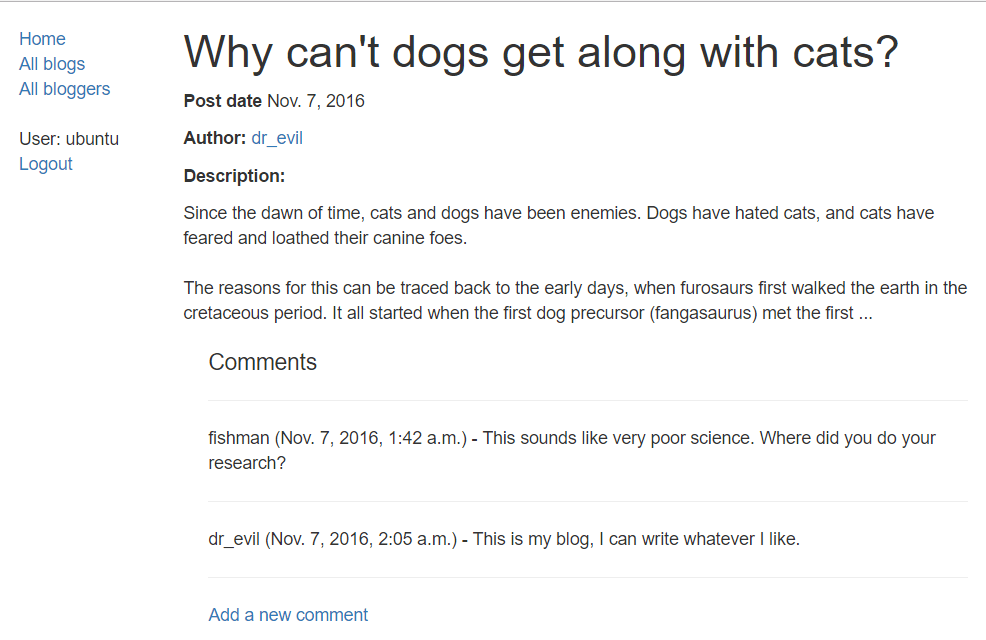 Home
All blogs
All bloggers
User: ubuntu
Logout
Why can't dogs get along with cats?
Post date Nov. 7, 2016
Author: dr_evil
Description:
Since the dawn of time, cats and dogs have been enemies. Dogs have hated cats, and cats have
feared and loathed their canine foes.
The reasons for this can be traced back to the early days, when furosaurs first walked the earth in the
cretaceous period. It all started when the first dog precursor (fangasaurus) met the first ...
Comments
fishman (Nov. 7, 2016, 1:42 a.m.) - This sounds like very poor science. Where did you do your
research?
dr_evil (Nov. 7, 2016, 2:05 a.m.) - This is my blog, I can write whatever I like.
Add a new comment